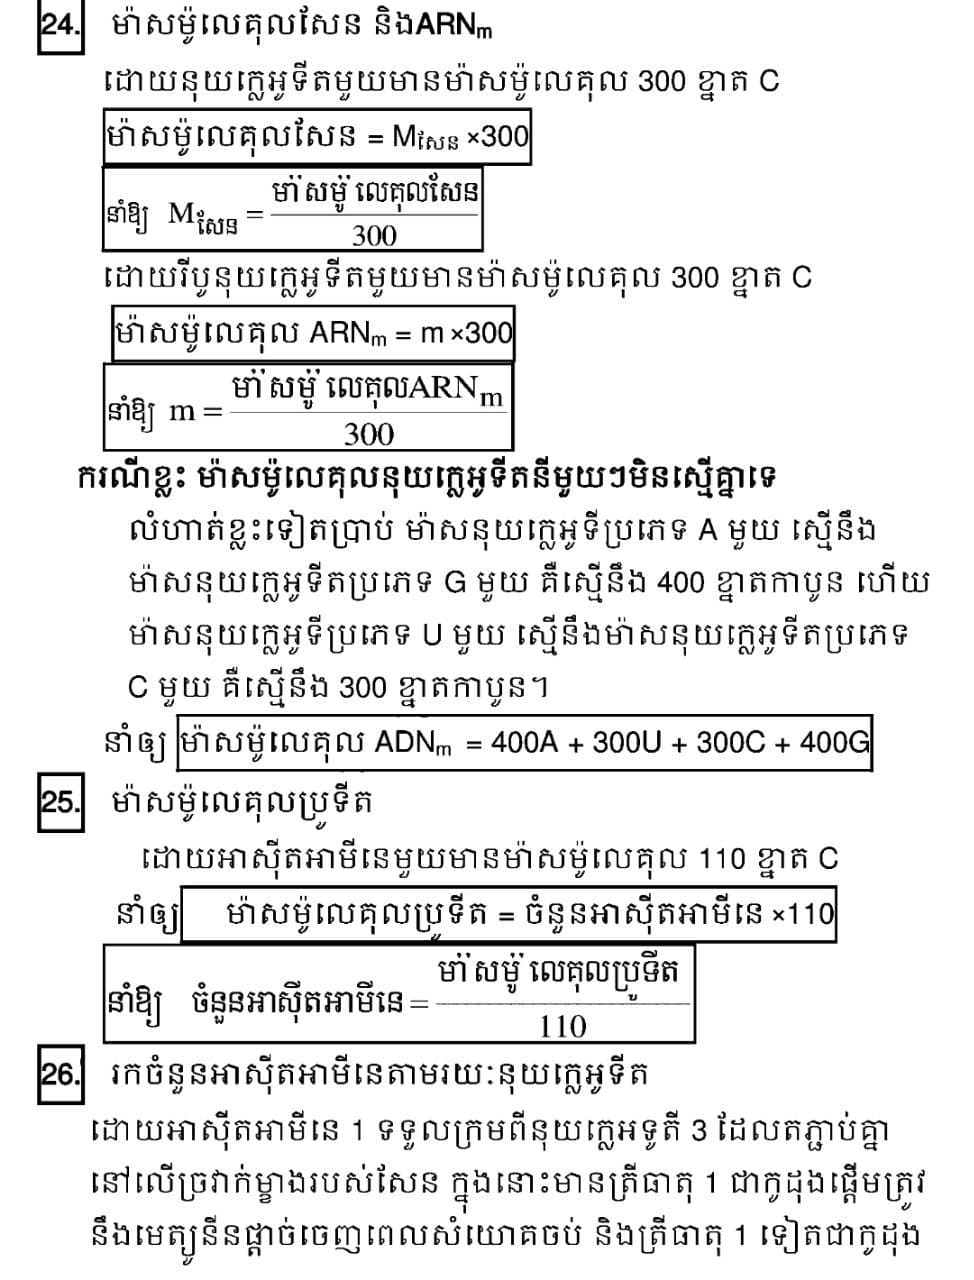 24. ម៉ាសម៉ូលេគុលសែន និងARNm
ដោយនុយក្លេអូទីតមួយមានម៉ាសម៉ូលេគុល 300 ខ្នាត C
ម៉ាសម៉ូលេគុលសែន = Mសែន ×300
នាំឱ្យ Mសែន = ម៉ាសម៉ូលេគុលសែន / 300
ដោយរីបូនុយក្លេអូទីតមួយមានម៉ាសម៉ូលេគុល 300 ខ្នាត C
ម៉ាសម៉ូលេគុល ARNm = m ×300
នាំឱ្យ m = ម៉ាសម៉ូលេគុលARNm / 300
ករណីខ្លះ ម៉ាសម៉ូលេគុលនុយក្លេអូទីតនីមួយៗមិនស្មើគ្នាទេ
លំហាត់ខ្លះទៀតប្រាប់ ម៉ាសនុយក្លេអូទីប្រភេទ A មួយ ស្មើនឹង
ម៉ាសនុយក្លេអូទីតប្រភេទ G មួយ គឺស្មើនឹង 400 ខ្នាតកាបូន ហើយ
ម៉ាសនុយក្លេអូទីប្រភេទ U មួយ ស្មើនឹងម៉ាសនុយក្លេអូទីតប្រភេទ
C មួយ គឺស្មើនឹង 300 ខ្នាតកាបូន។
នាំឲ្យ ម៉ាសម៉ូលេគុល ADNm = 400A + 300U + 300C + 400G
25. ម៉ាសម៉ូលេគុលប្រូទីត
ដោយអាស៊ីតអាមីនេមួយមានម៉ាសម៉ូលេគុល 110 ខ្នាត C
នាំឲ្យ ម៉ាសម៉ូលេគុលប្រូទីត = ចំនួនអាស៊ីតអាមីនេ ×110
នាំឱ្យ ចំនួនអាស៊ីតអាមីនេ = ម៉ាសម៉ូលេគុលប្រូទីត / 110
26. រកចំនួនអាស៊ីតអាមីនេតាមរយៈនុយក្លេអូទីត
ដោយអាស៊ីតអាមីនេ 1 ទទួលក្រមពីនុយក្លេអទូតី 3 ដែលតភ្ជាប់គ្នា
នៅលើច្រវាក់ម្ខាងរបស់សែន ក្នុងនោះមានត្រីធាតុ 1 ជាកូដុងផ្ដើមត្រូវ
នឹងមេត្យូនីនផ្ដាច់ចេញពេលសំយោគចប់ និងត្រីធាតុ 1 ទៀតជាកូដុង